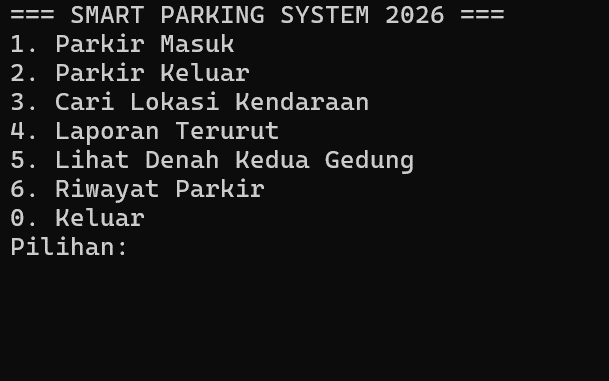 === SMART PARKING SYSTEM 2026 ===
1. Parkir Masuk
2. Parkir Keluar
3. Cari Lokasi Kendaraan
4. Laporan Terurut
5. Lihat Denah Kedua Gedung
6. Riwayat Parkir
0. Keluar
Pilihan: